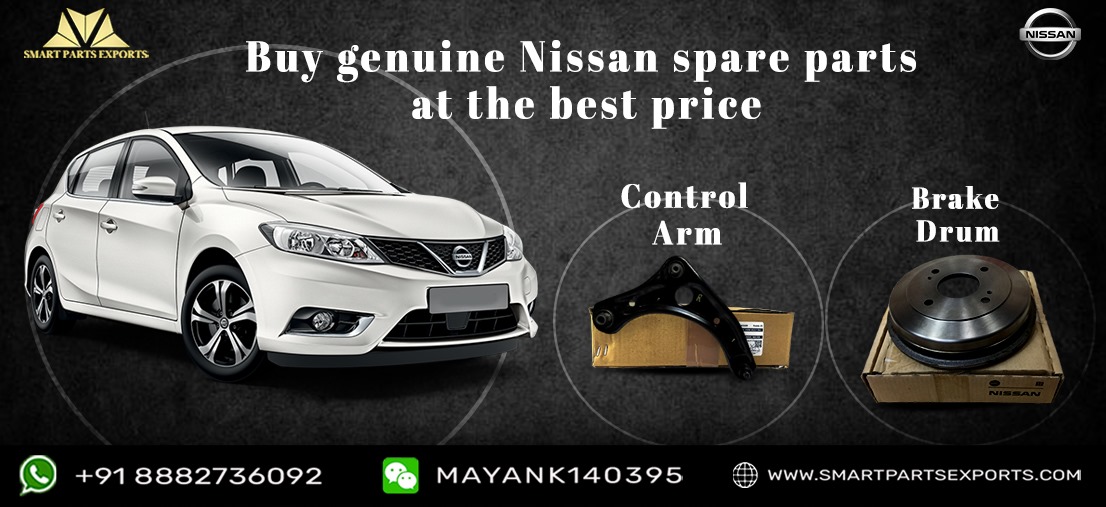 SMART PARTS EXPORTS
NISSAN
Buy genuine Nissan spare parts
at the best price
Control
Arm
Brake
Drum
NISSAN
NISSAN
+91 8882736092
MAYANK140395
WWW.SMARTPARTSEXPORTS.COM